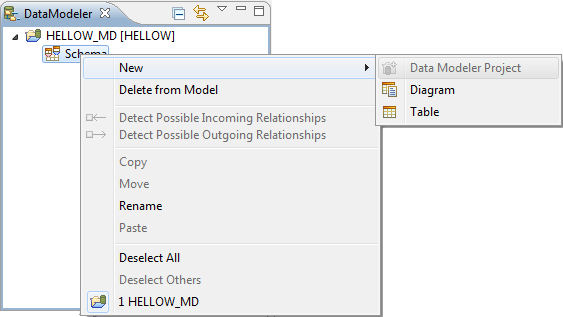 DataModeler
HELLOW_MD [HELLOW]
Schema
New
Delete from Model
Detect Possible Incoming Relationships
Detect Possible Outgoing Relationships
Copy
Move
Rename
Paste
Deselect All
Deselect Others
1 HELLOW_MD
Data Modeler Project
Diagram
Table